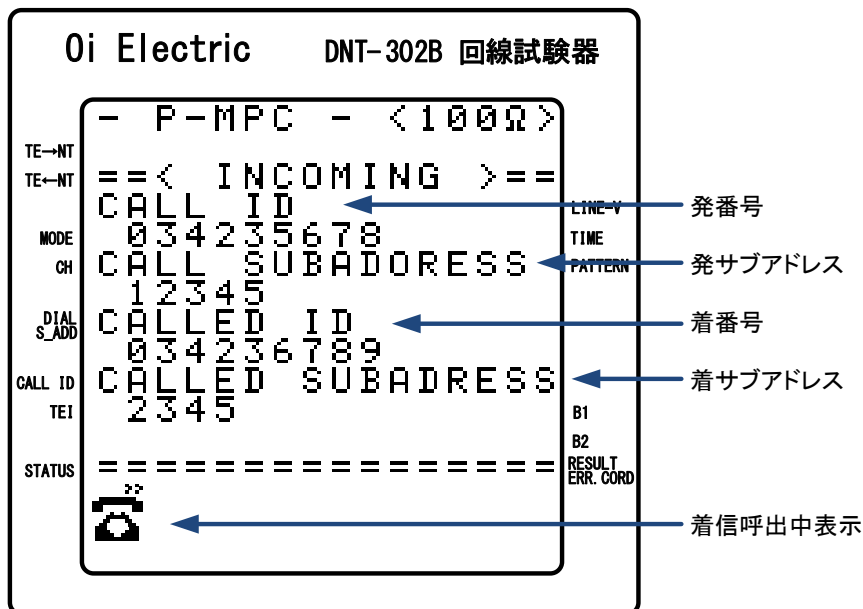 Oi Electric DNT-302B 回線試験器
- P-MPC - <100Ω>
TE→NT
TE←NT ==< INCOMING >==
CALL ID LINE-V 発番号
MODE 034235678 TIME
CH CALL SUBADORESS PATTERN 発サブアドレス
12345
DIAL CALLED ID 着番号
S_ADD
034236789
CALL ID CALLED SUBADRESS 着サブアドレス
TEI 2345 B1
B2
STATUS ================ RESULT
ERR.CORD
着信呼出中表示